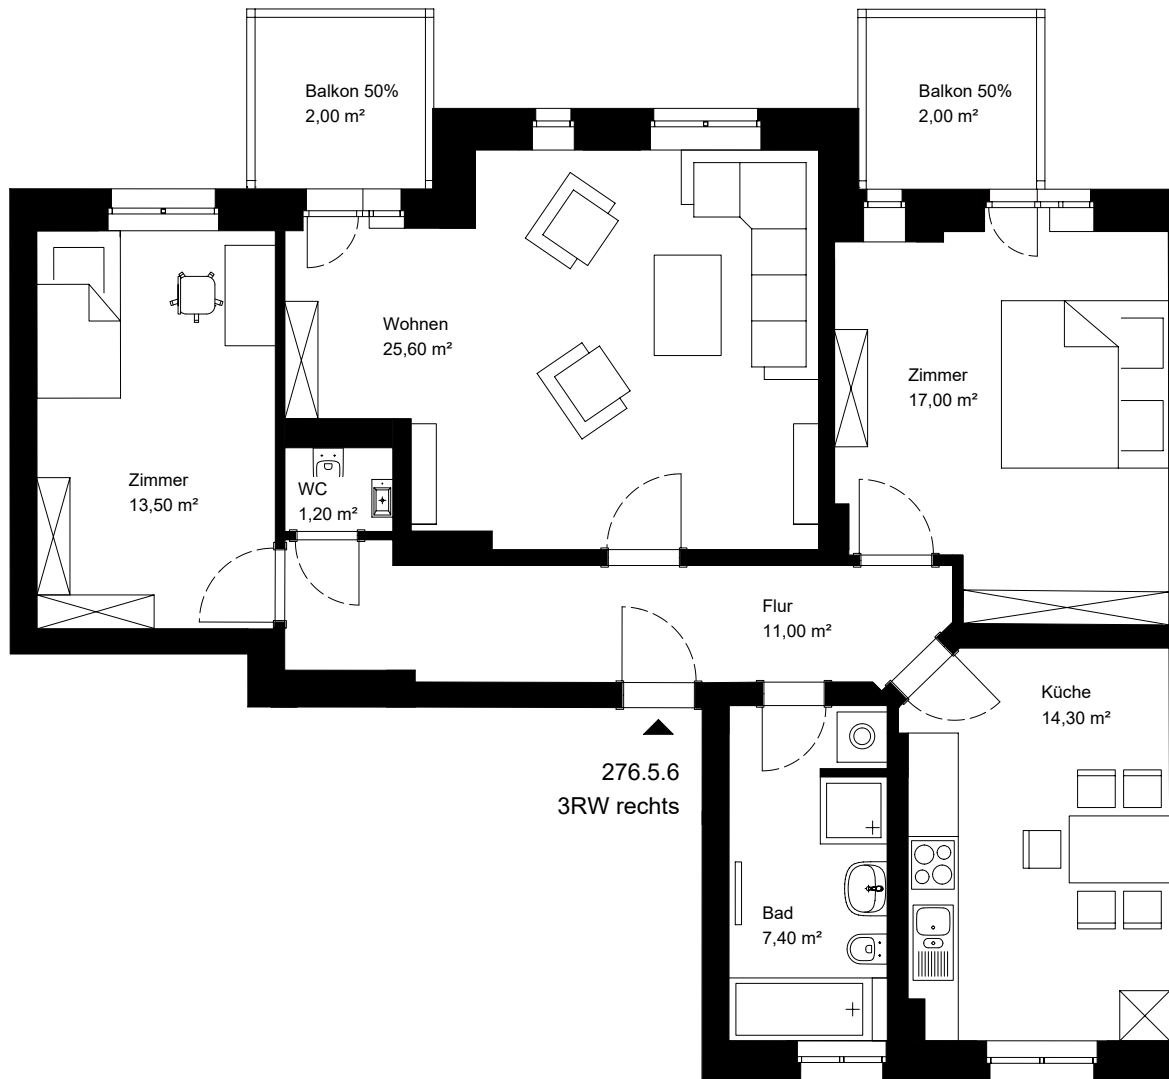 Balkon 50%
2,00 m²
Balkon 50%
2,00 m²
Wohnen
25,60 m²
Zimmer
17,00 m²
Zimmer
13,50 m²
WC
1,20 m²
Flur
11,00 m²
Küche
14,30 m²
276.5.6
3RW rechts
Bad
7,40 m²